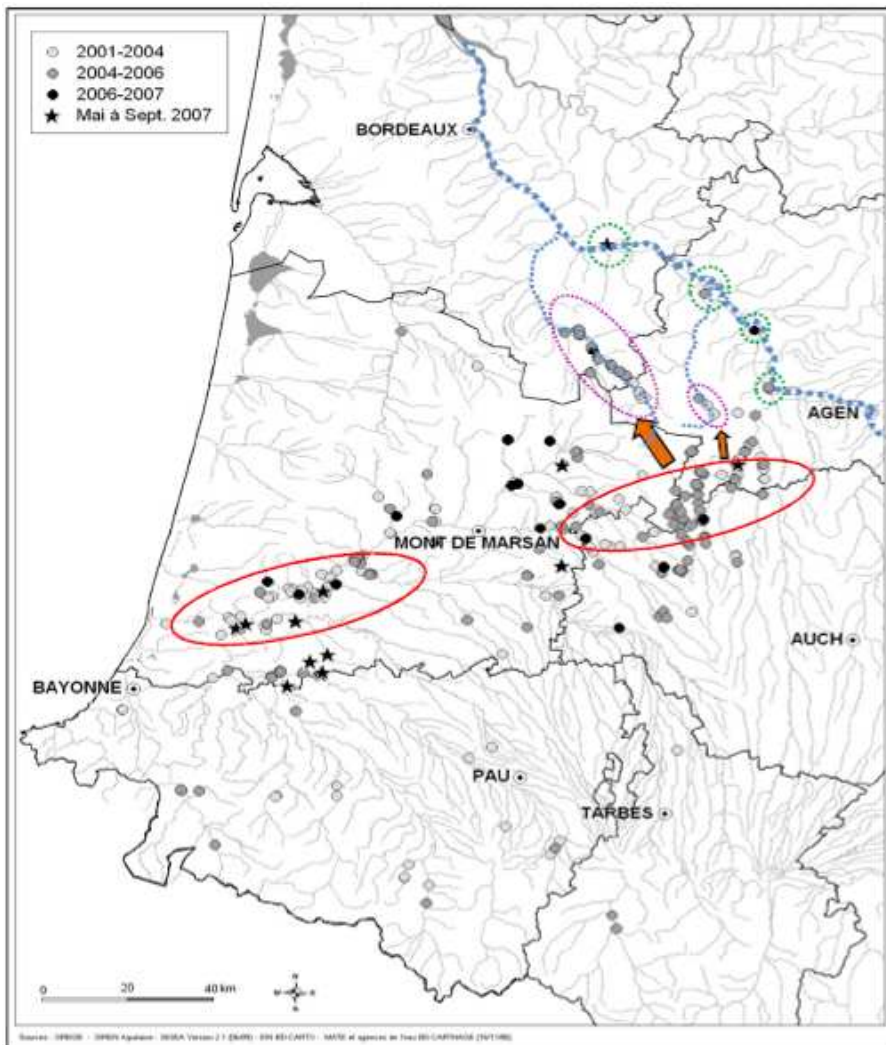 2001-2004
2004-2006
2006-2007
Mai à Sept. 2007
BORDEAUX
AGEN
MONT DE MARSAN
AUCH
BAYONNE
PAU
TARBES
0 20 40 km
N